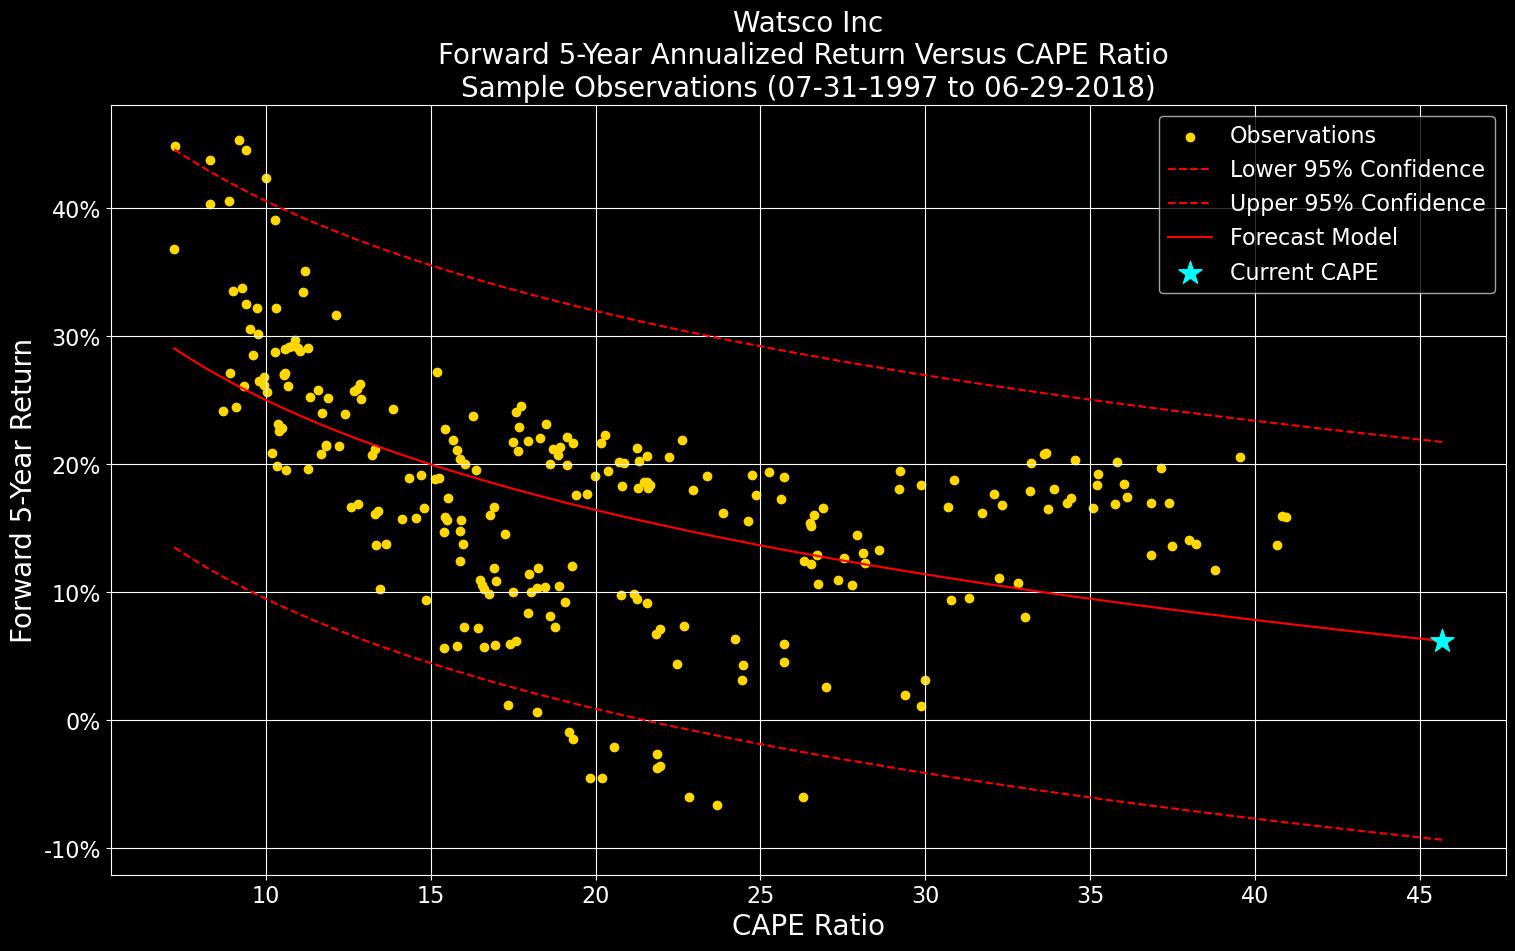 Watsco Inc
Forward 5-Year Annualized Return Versus CAPE Ratio
Sample Observations (07-31-1997 to 06-29-2018)
Observations
Lower 95% Confidence
Upper 95% Confidence
Forecast Model
Current CAPE
Forward 5-Year Return
40%
30%
20%
10%
0%
-10%
10 15 20 25 30 35 40 45
CAPE Ratio